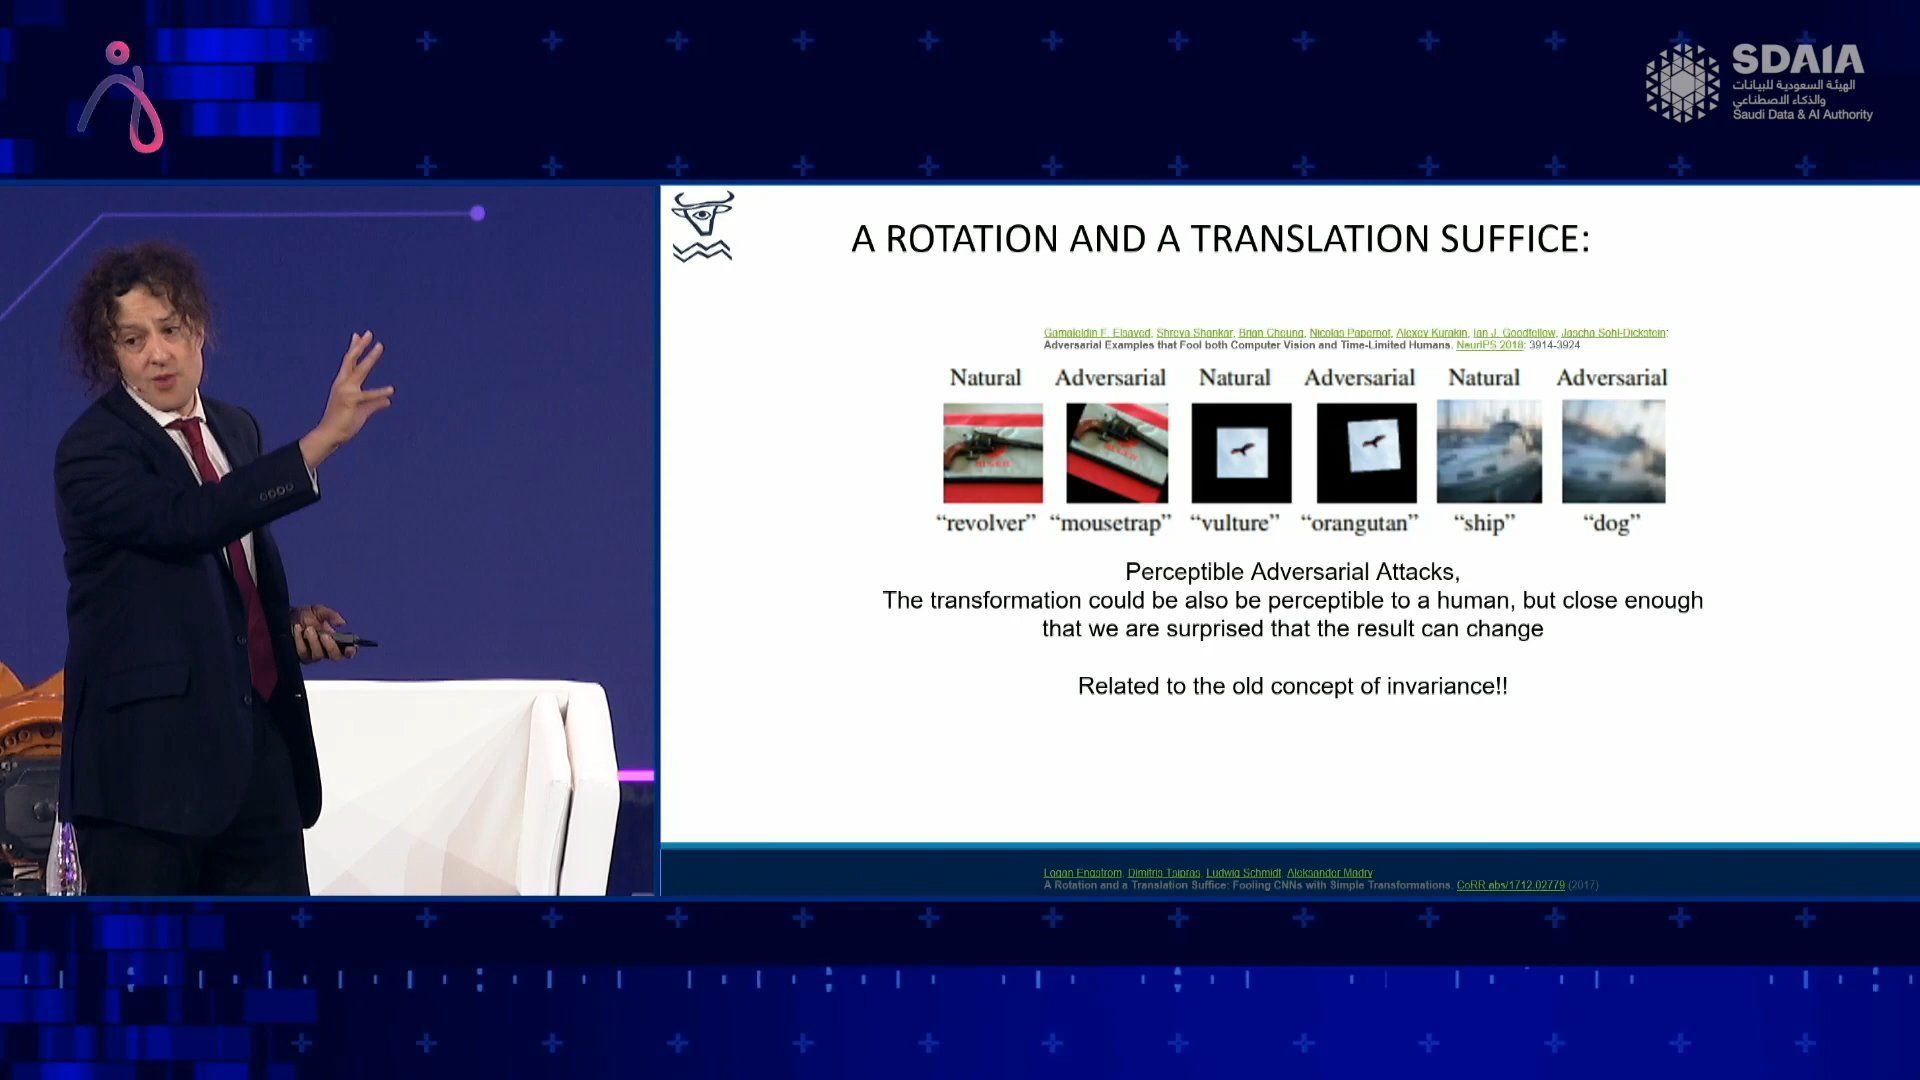 SDAIA
الهيئة السعودية للبيانات
والذكاء الاصطناعي
Saudi Data & AI Authority
A ROTATION AND A TRANSLATION SUFFICE:
Gamaleldin F. Elsayed, Shreya Shankar, Brian Cheung, Nicolas Papernot, Alexey Kurakin, Ian J. Goodfellow, Jascha Sohl-Dickstein:
Adversarial Examples that Fool both Computer Vision and Time-Limited Humans. NeurIPS 2018: 3914-3924
Natural Adversarial Natural Adversarial Natural Adversarial
“revolver” “mousetrap” “vulture” “orangutan” “ship” “dog”
Perceptible Adversarial Attacks,
The transformation could be also be perceptible to a human, but close enough
that we are surprised that the result can change
Related to the old concept of invariance!!
Logan Engstrom, Dimitris Tsipras, Ludwig Schmidt, Aleksander Madry
A Rotation and a Translation Suffice: Fooling CNNs with Simple Transformations. CoRR abs/1712.02779 (2017)